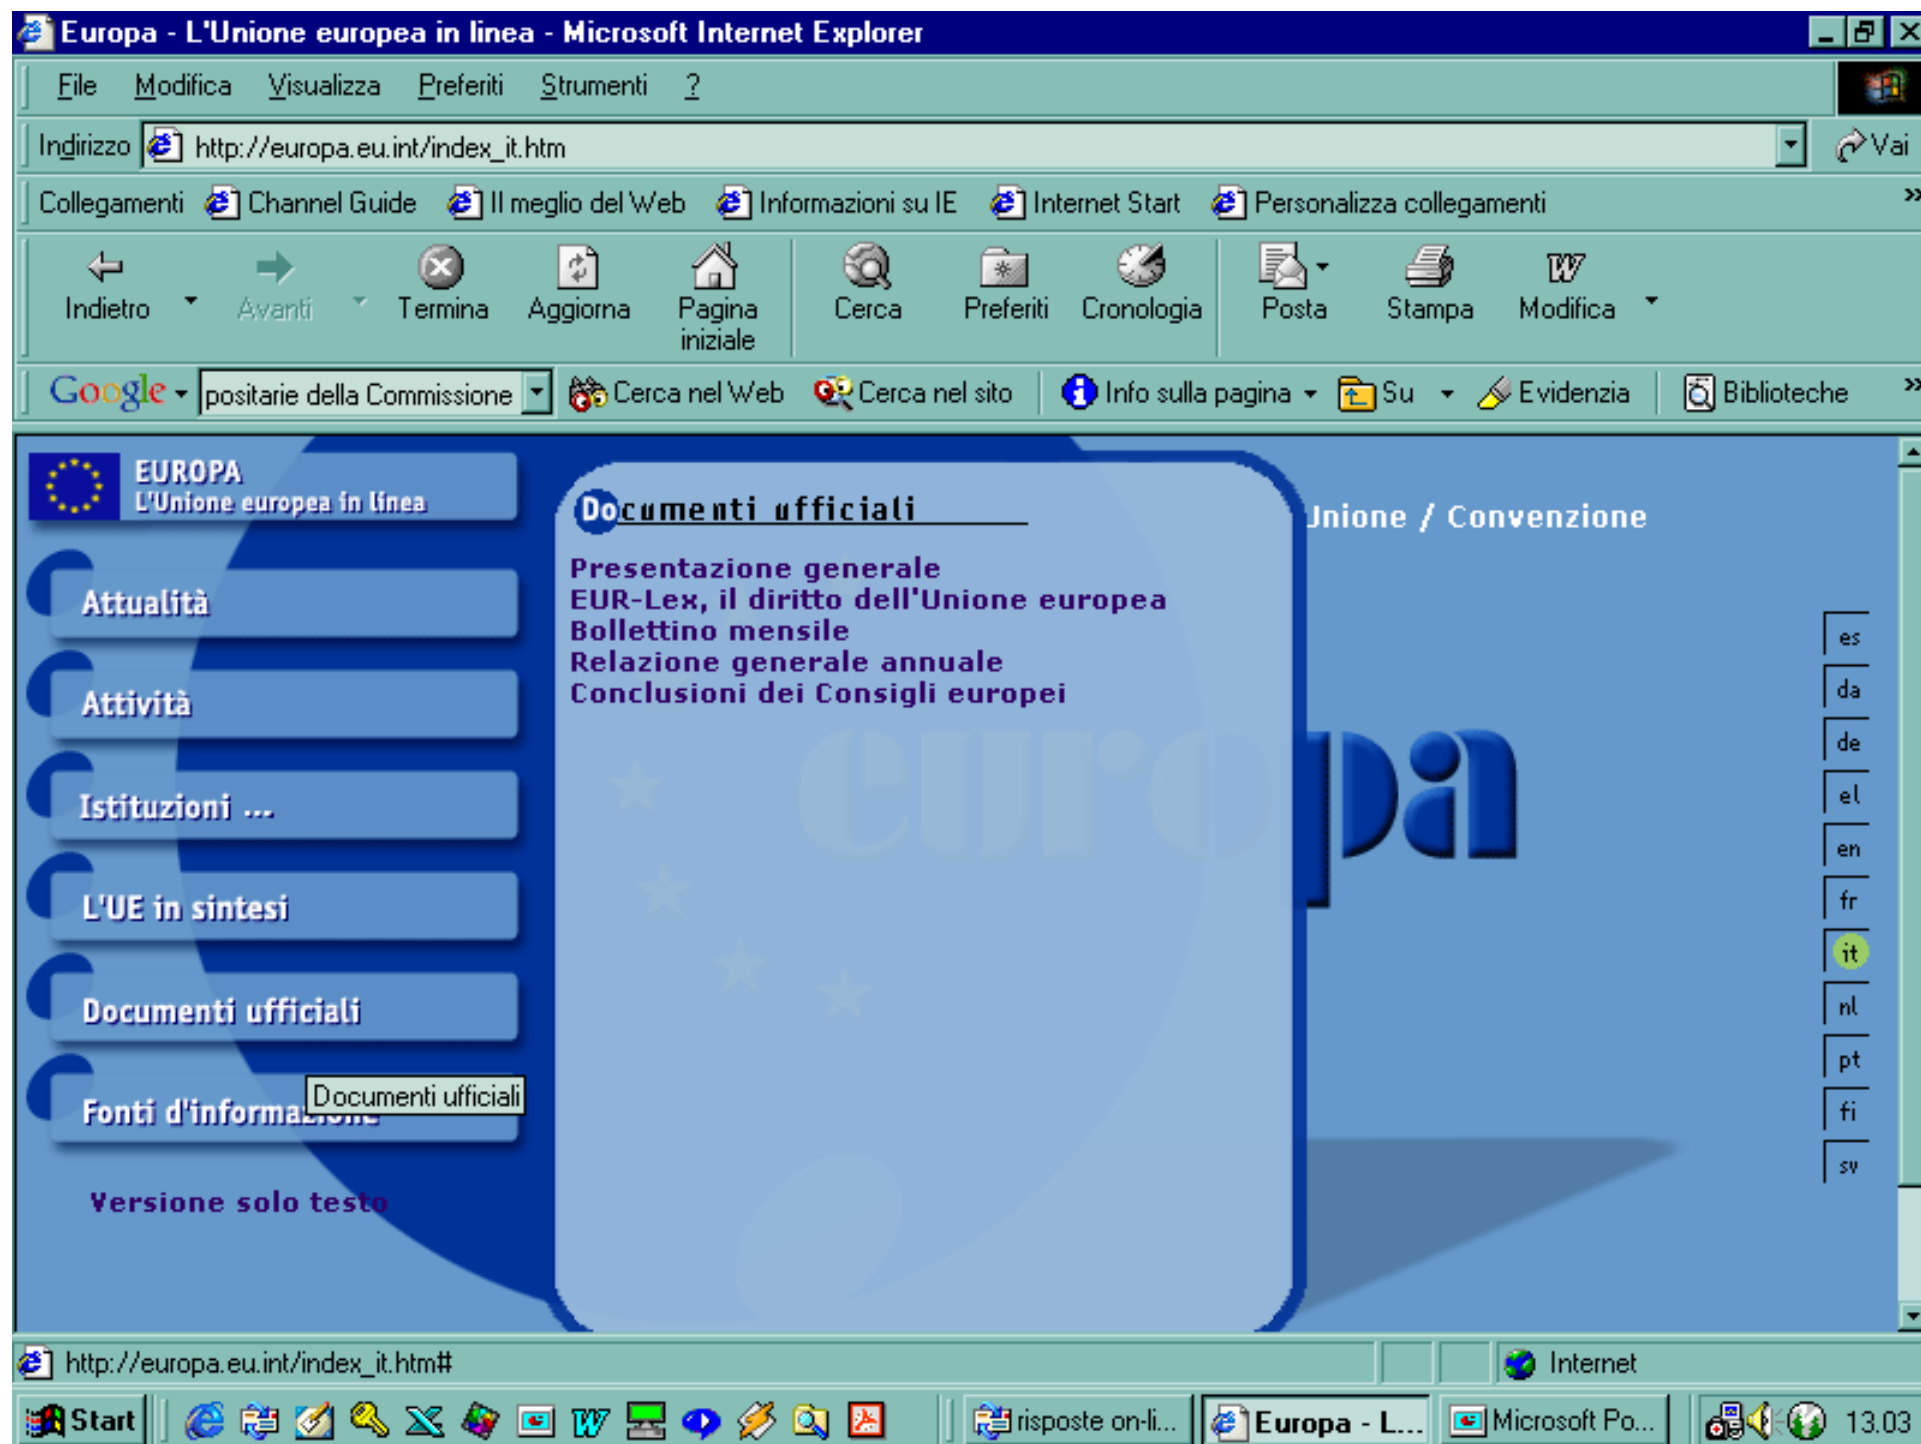 Europa - L'Unione europea in linea - Microsoft Internet Explorer
File Modifica Visualizza Preferiti Strumenti ?
Indirizzo http://europa.eu.int/index_it.htm Vai
Collegamenti Channel Guide Il meglio del Web Informazioni su IE Internet Start Personalizza collegamenti »
Indietro Avanti Termina Aggiorna Pagina iniziale Cerca Preferiti Cronologia Posta Stampa Modifica
Google positarie della Commissione Cerca nel Web Cerca nel sito Info sulla pagina Su Evidenzia Biblioteche »
EUROPA
L'Unione europea in linea
Attualità
Attività
Istituzioni ...
L'UE in sintesi
Documenti ufficiali
Fonti d'informazione
Documenti ufficiali
Versione solo testo
Documenti ufficiali
Presentazione generale
EUR-Lex, il diritto dell'Unione europea
Bollettino mensile
Relazione generale annuale
Conclusioni dei Consigli europei
Unione / Convenzione
europa
es
da
de
el
en
fr
it
nl
pt
fi
sv
http://europa.eu.int/index_it.htm# Internet
Start risposte on-li... Europa - L... Microsoft Po... 13.03